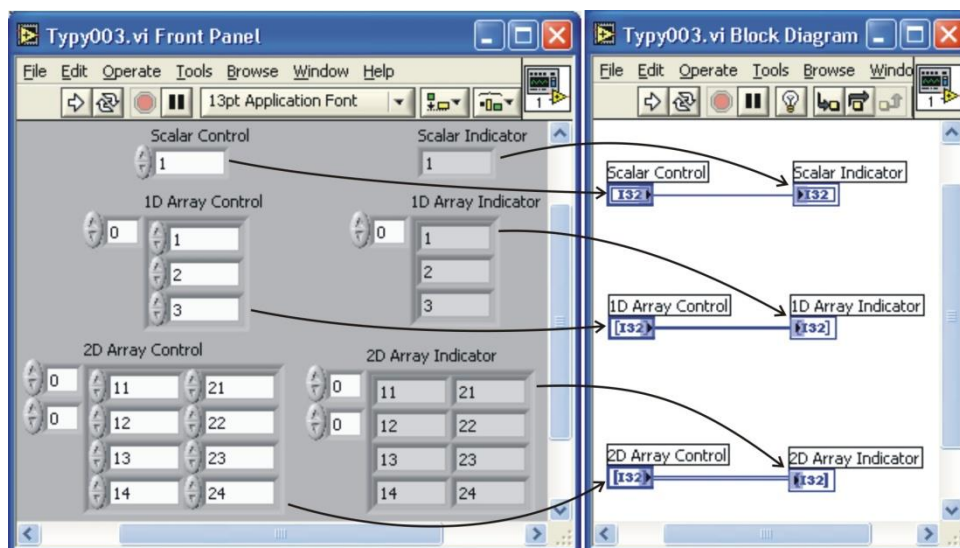 Typy003.vi Front Panel
File Edit Operate Tools Browse Window Help
13pt Application Font
1
Scalar Control
1
Scalar Indicator
1
1D Array Control
0
1
2
3
1D Array Indicator
0
1
2
3
2D Array Control
0
0
11 21
12 22
13 23
14 24
2D Array Indicator
0
0
11 21
12 22
13 23
14 24
Typy003.vi Block Diagram
File Edit Operate Tools Browse Windo
1
Scalar Control
I32
Scalar Indicator
I32
1D Array Control
[I32]
1D Array Indicator
[I32]
2D Array Control
[I32]
2D Array Indicator
[I32]